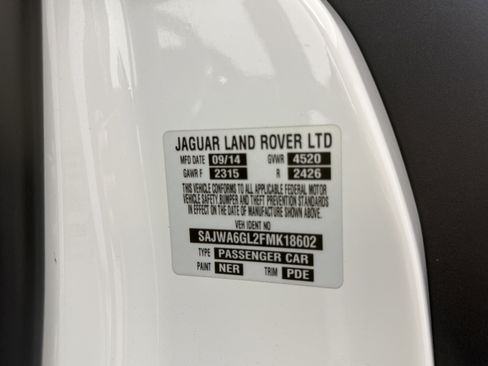 JAGUAR LAND ROVER LTD
MFD DATE 09/14 GVWR 4520
GAWR F 2315 R 2426
THIS VEHICLE CONFORMS TO ALL APPLICABLE FEDERAL MOTOR
VEHICLE SAFETY, BUMPER AND THEFT PREVENTION STANDARDS
IN EFFECT ON THE DATE OF MANUFACTURE SHOWN ABOVE.
VEH IDENT NO
SAJWA6GL2FMK18602
TYPE PASSENGER CAR
PAINT NER TRIM PDE